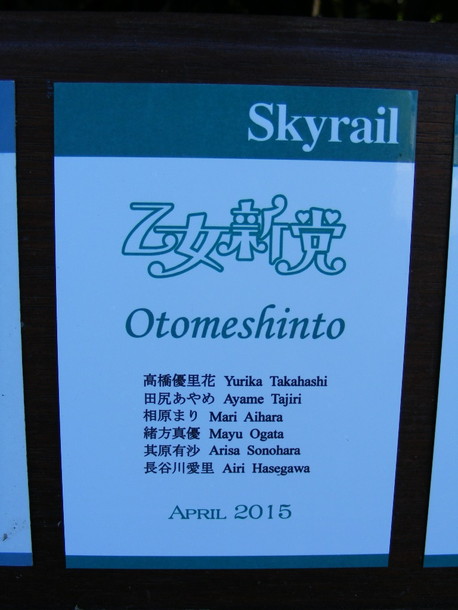 Skyrail
乙女新党
Otomeshinto
高橋優里花 Yurika Takahashi
田尻あやめ Ayame Tajiri
相原まり Mari Aihara
緒方真優 Mayu Ogata
其原有沙 Arisa Sonohara
長谷川愛里 Airi Hasegawa
APRIL 2015